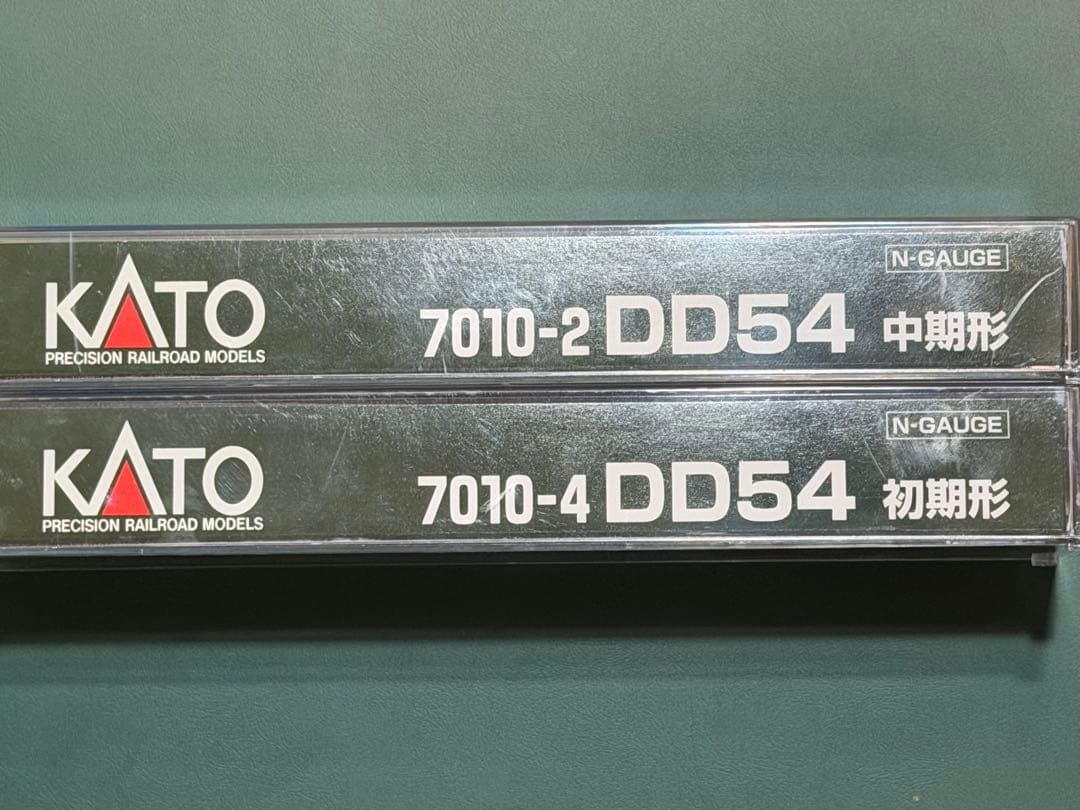 N-GAUGE
KATO 7010-2 DD54 中期形
PRECISION RAILROAD MODELS
N-GAUGE
KATO 7010-4 DD54 初期形
PRECISION RAILROAD MODELS